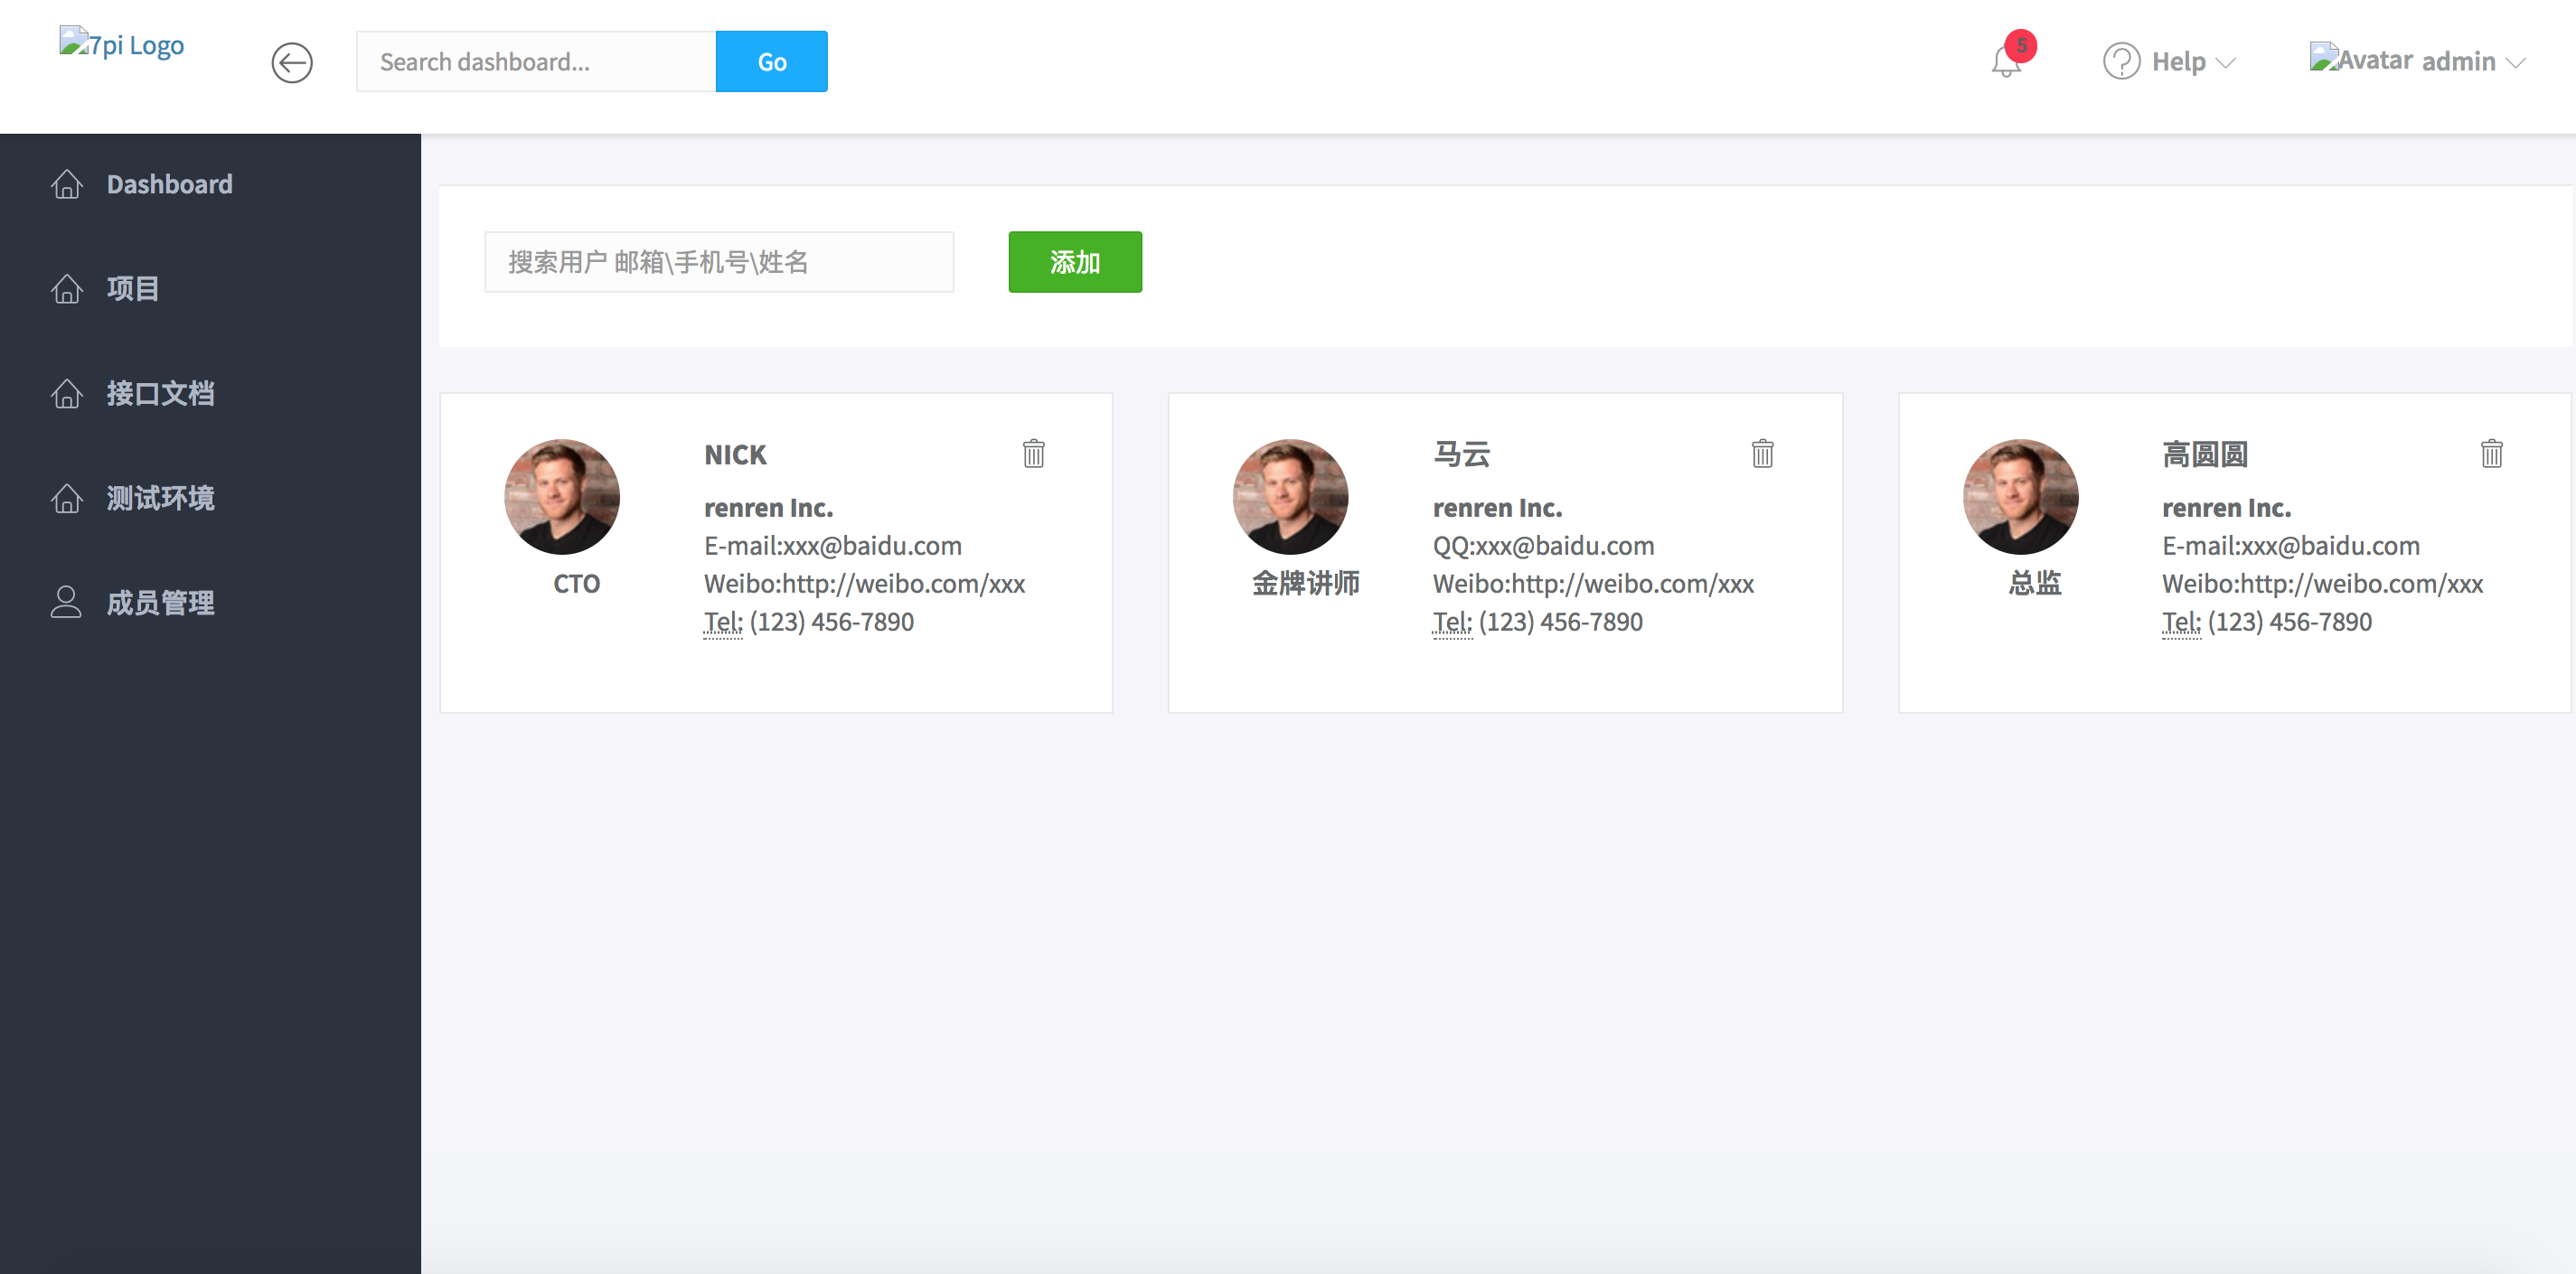 7pi Logo
Search dashboard...
Go
5
Help
Avatar
admin
Dashboard
项目
接口文档
测试环境
成员管理
搜索用户 邮箱\手机号\姓名
添加
NICK
renren Inc.
E-mail:xxx@baidu.com
CTO
Weibo:http://weibo.com/xxx
Tel: (123) 456-7890
马云
renren Inc.
QQ:xxx@baidu.com
金牌讲师
Weibo:http://weibo.com/xxx
Tel: (123) 456-7890
高圆圆
renren Inc.
E-mail:xxx@baidu.com
总监
Weibo:http://weibo.com/xxx
Tel: (123) 456-7890